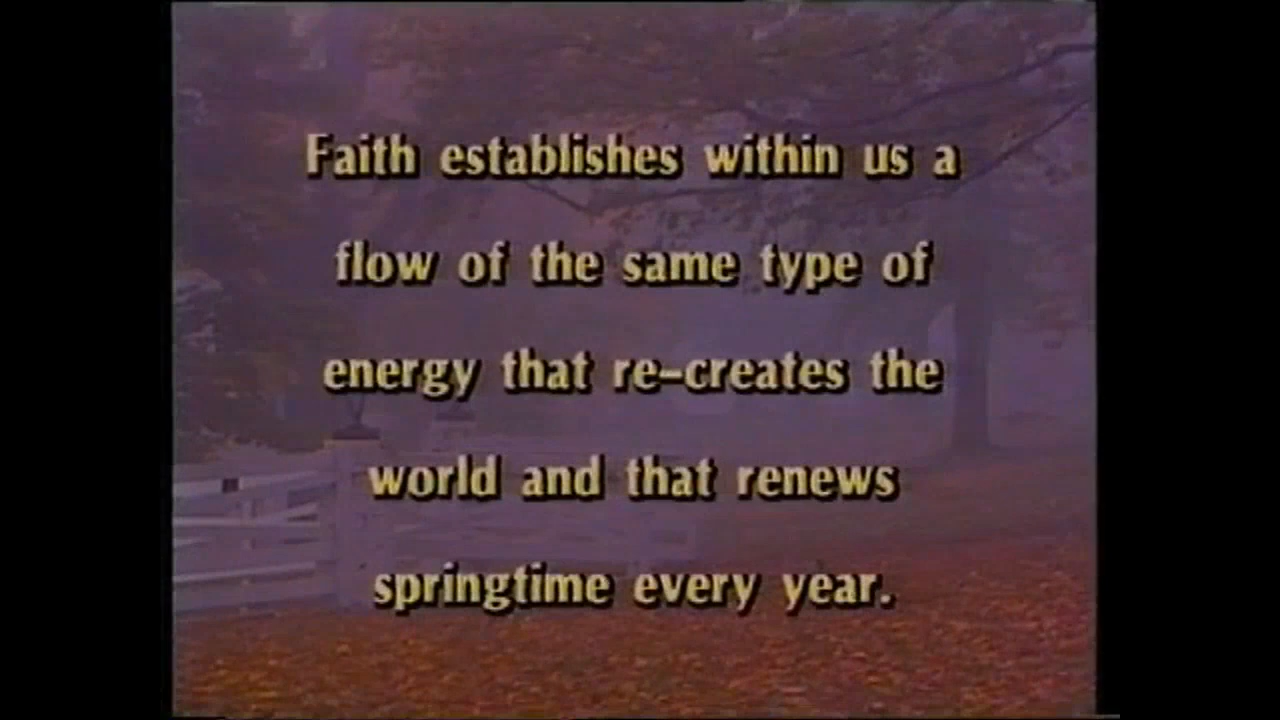 Faith establishes within us a
flow of the same type of
energy that re-creates the
world and that renews
springtime every year.